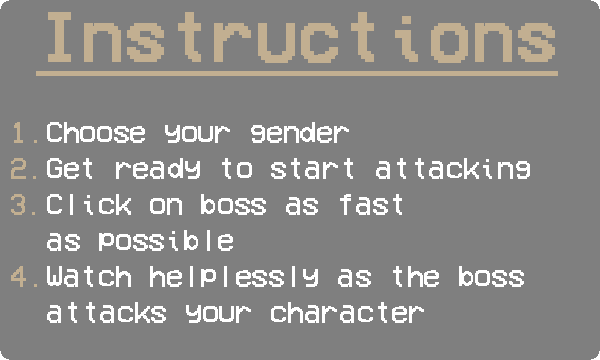 Instructions
1. Choose your gender
2. Get ready to start attacking
3. Click on boss as fast
as possible
4. Watch helplessly as the boss
attacks your character